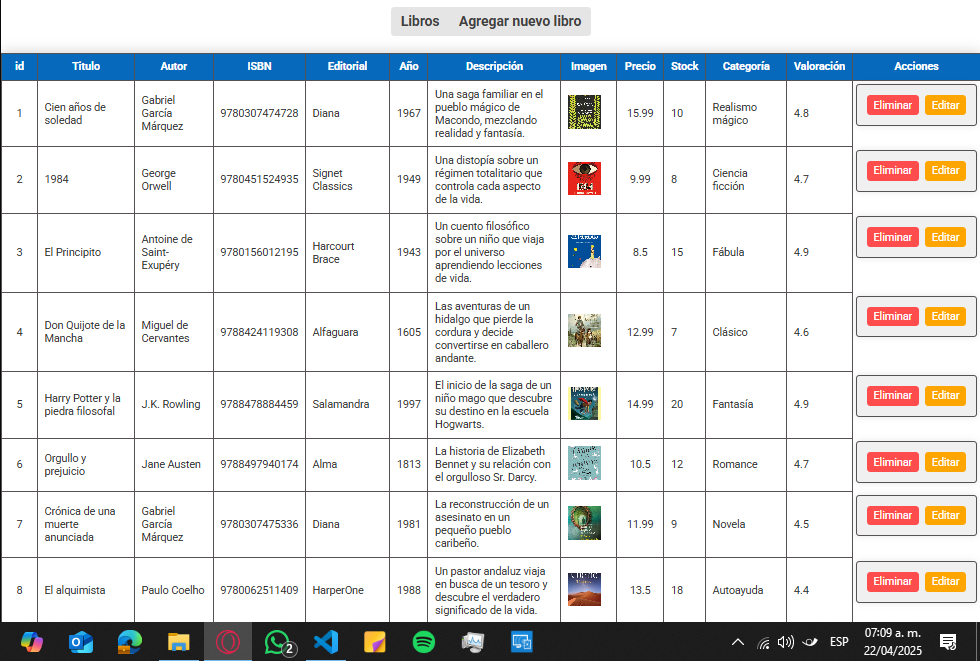 Libros Agregar nuevo libro
id Título Autor ISBN Editorial Año Descripción Imagen Precio Stock Categoría Valoración Acciones
1 Cien años de soledad Gabriel García Márquez 9780307474728 Diana 1967 Una saga familiar en el pueblo mágico de Macondo, mezclando realidad y fantasía. 15.99 10 Realismo mágico 4.8 Eliminar Editar
2 1984 George Orwell 9780451524935 Signet Classics 1949 Una distopía sobre un régimen totalitario que controla cada aspecto de la vida. 9.99 8 Ciencia ficción 4.7 Eliminar Editar
3 El Principito Antoine de Saint-Exupéry 9780156012195 Harcourt Brace 1943 Un cuento filosófico sobre un niño que viaja por el universo aprendiendo lecciones de vida. 8.5 15 Fábula 4.9 Eliminar Editar
4 Don Quijote de la Mancha Miguel de Cervantes 9788424119308 Alfaguara 1605 Las aventuras de un hidalgo que pierde la cordura y decide convertirse en caballero andante. 12.99 7 Clásico 4.6 Eliminar Editar
5 Harry Potter y la piedra filosofal J.K. Rowling 9788478884459 Salamandra 1997 El inicio de la saga de un niño mago que descubre su destino en la escuela Hogwarts. 14.99 20 Fantasía 4.9 Eliminar Editar
6 Orgullo y prejuicio Jane Austen 9788497940174 Alma 1813 La historia de Elizabeth Bennet y su relación con el orgulloso Sr. Darcy. 10.5 12 Romance 4.7 Eliminar Editar
7 Crónica de una muerte anunciada Gabriel García Márquez 9780307475336 Diana 1981 La reconstrucción de un asesinato en un pequeño pueblo caribeño. 11.99 9 Novela 4.5 Eliminar Editar
8 El alquimista Paulo Coelho 9780062511409 HarperOne 1988 Un pastor andaluz viaja en busca de un tesoro y descubre el verdadero significado de la vida. 13.5 18 Autoayuda 4.4 Eliminar Editar
2 ESP 07:09 a. m.
22/04/2025